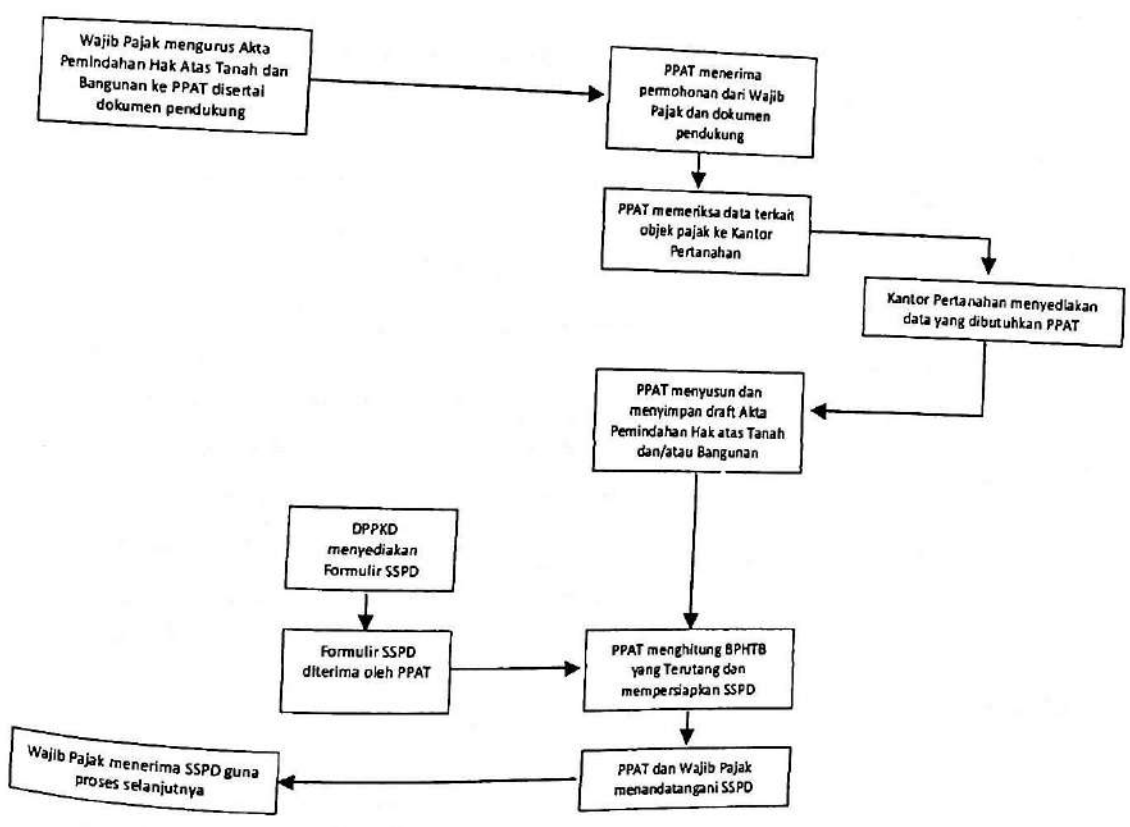 Wajib Pajak mengurus Akta
Pemindahan Hak Atas Tanah dan
Bangunan ke PPAT disertai
dokumen pendukung
PPAT menerima
permohonan dari Wajib
Pajak dan dokumen
pendukung
PPAT memeriksa data terkait
objek pajak ke Kantor
Pertanahan
Kantor Pertanahan menyediakan
data yang dibutuhkan PPAT
PPAT menyusun dan
menyimpan draft Akta
Pemindahan Hak atas Tanah
dan/atau Bangunan
DPPKD
menyediakan
Formulir SSPD
Formulir SSPD
diterima oleh PPAT
PPAT menghitung BPHTB
yang Terutang dan
mempersiapkan SSPD
PPAT dan Wajib Pajak
menandatangani SSPD
Wajib Pajak menerima SSPD guna
proses selanjutnya